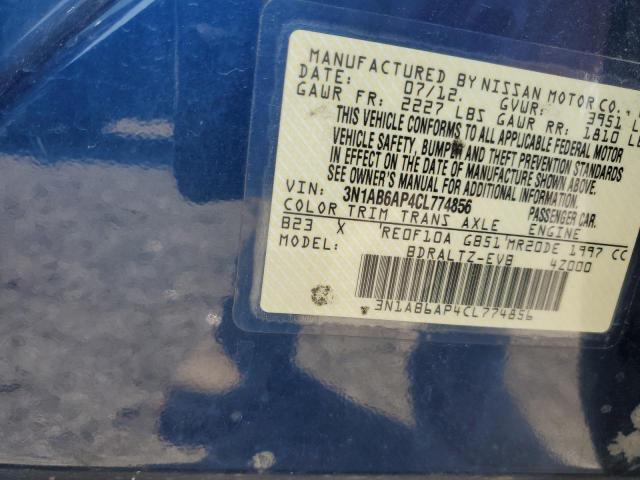 MANUFACTURED BY NISSAN MOTOR CO.,
DATE: 07/12. GVWR: 3951
GAWR FR: 2227 LBS GAWR RR: 1810
THIS VEHICLE CONFORMS TO ALL APPLICABLE FEDERAL MOTOR
VEHICLE SAFETY, BUMPER AND THEFT PREVENTION STANDARDS
IN EFFECT ON THE DATE OF MANUFACTURE SHOWN ABOVE.
SEE OWNER'S MANUAL FOR ADDITIONAL INFORMATION.
VIN: 3N1AB6AP4CL774856 PASSENGER CAR.
COLOR TRIM TRANS AXLE ENGINE
B23 X RE0F10A GB51 MR20DE 1997 CC
MODEL: BDRALTZ-EVB 4Z000
3N1AB6AP4CL774856